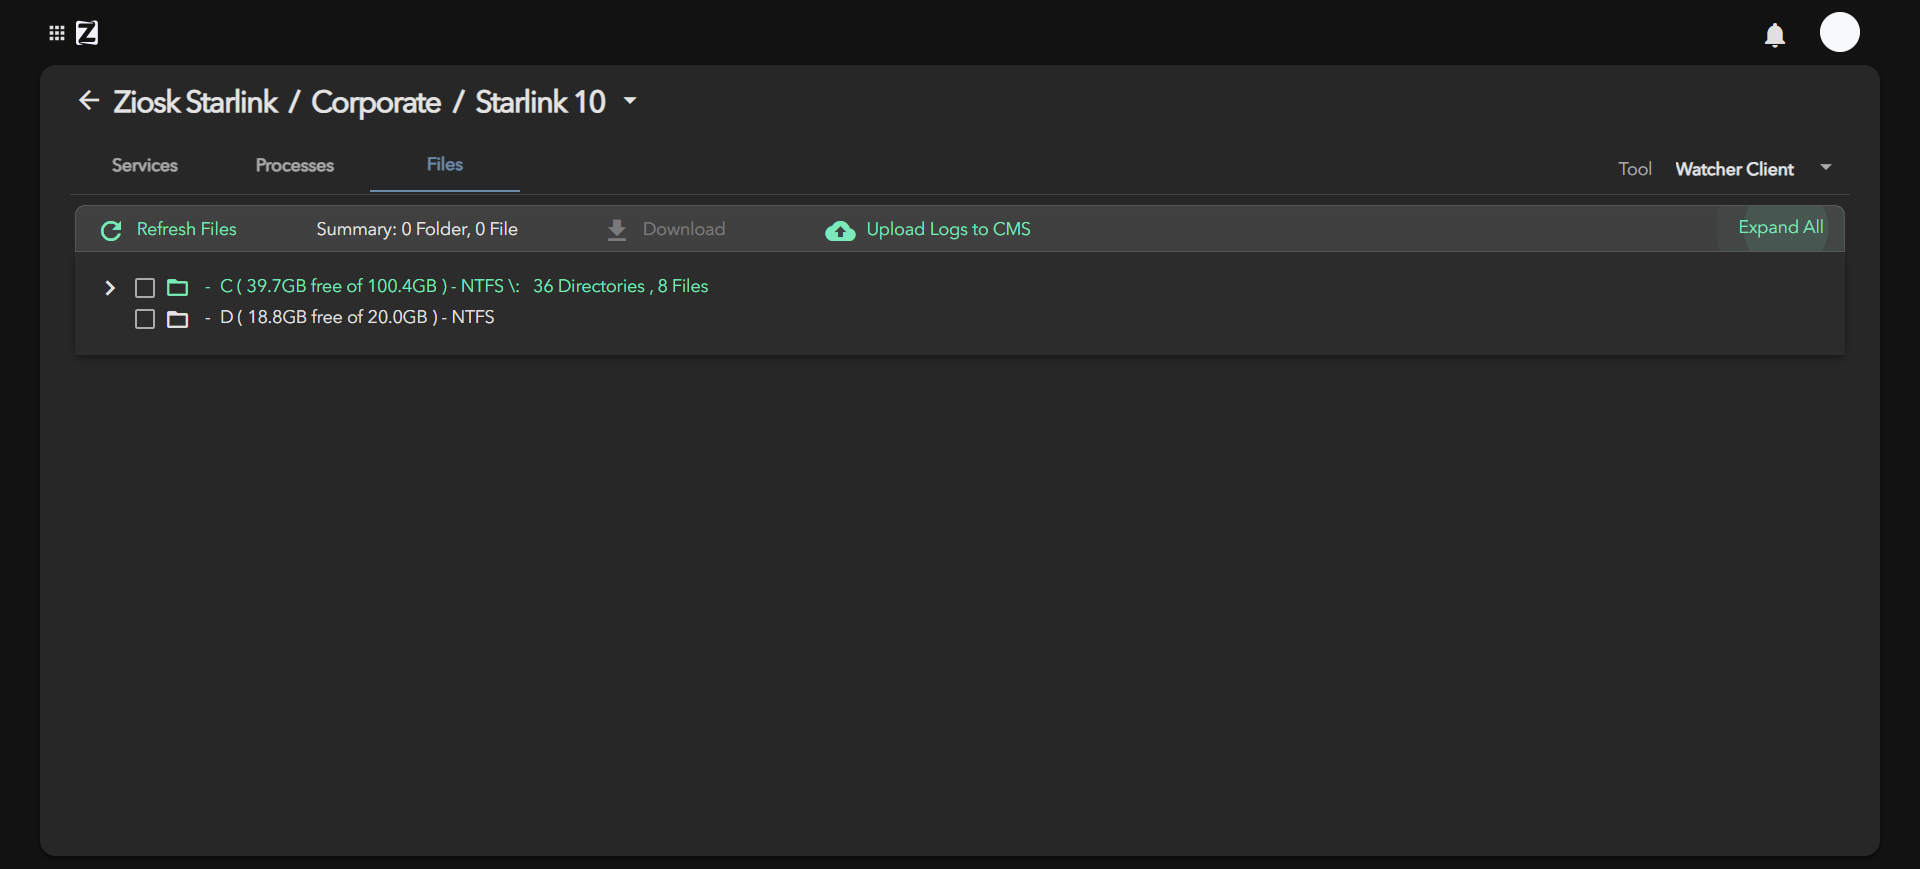 Z
Ziosk Starlink / Corporate / Starlink 10
Services Processes Files Tool Watcher Client
Refresh Files Summary: 0 Folder, 0 File Download Upload Logs to CMS Expand All
- C ( 39.7GB free of 100.4GB ) - NTFS \: 36 Directories , 8 Files
- D ( 18.8GB free of 20.0GB ) - NTFS